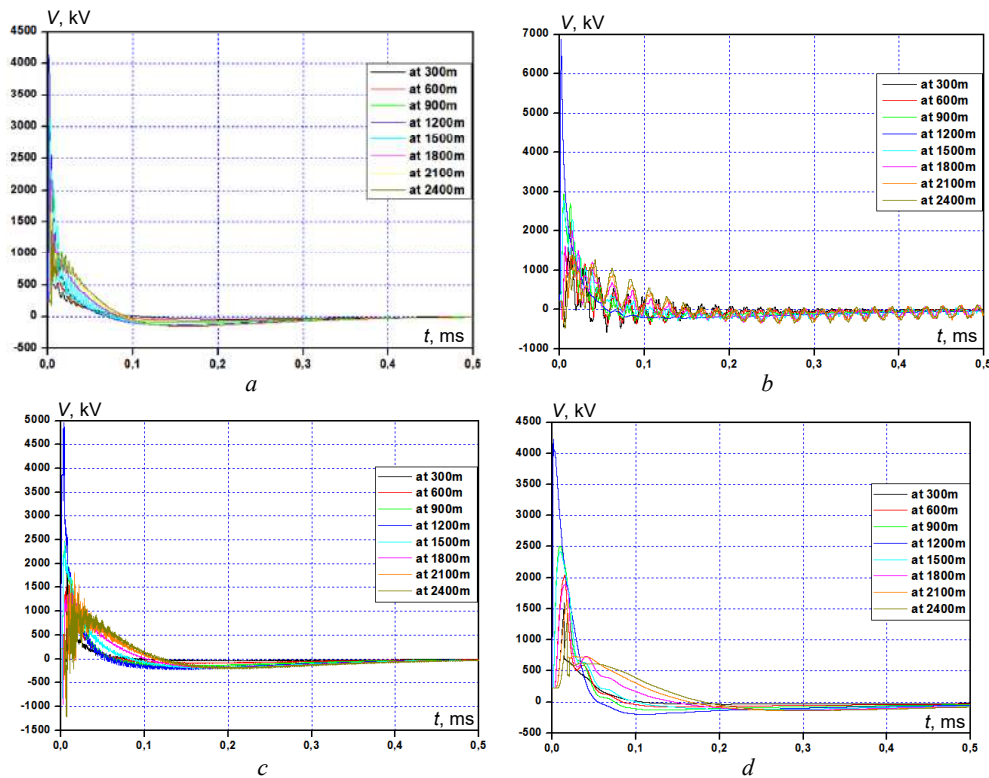 V, kV
4500
4000
3500
3000
2500
2000
1500
1000
500
0
-500
0,0 0,1 0,2 0,3 0,4 0,5
t, ms
at 300m
at 600m
at 900m
at 1200m
at 1500m
at 1800m
at 2100m
at 2400m
a
V, kV
7000
6000
5000
4000
3000
2000
1000
0
-1000
0,0 0,1 0,2 0,3 0,4 0,5
t, ms
at 300m
at 600m
at 900m
at 1200m
at 1500m
at 1800m
at 2100m
at 2400m
b
V, kV
5000
4500
4000
3500
3000
2500
2000
1500
1000
500
0
-500
-1000
-1500
0,0 0,1 0,2 0,3 0,4 0,5
t, ms
at 300m
at 600m
at 900m
at 1200m
at 1500m
at 1800m
at 2100m
at 2400m
c
V, kV
4500
4000
3500
3000
2500
2000
1500
1000
500
0
-500
0,0 0,1 0,2 0,3 0,4 0,5
t, ms
at 300m
at 600m
at 900m
at 1200m
at 1500m
at 1800m
at 2100m
at 2400m
d